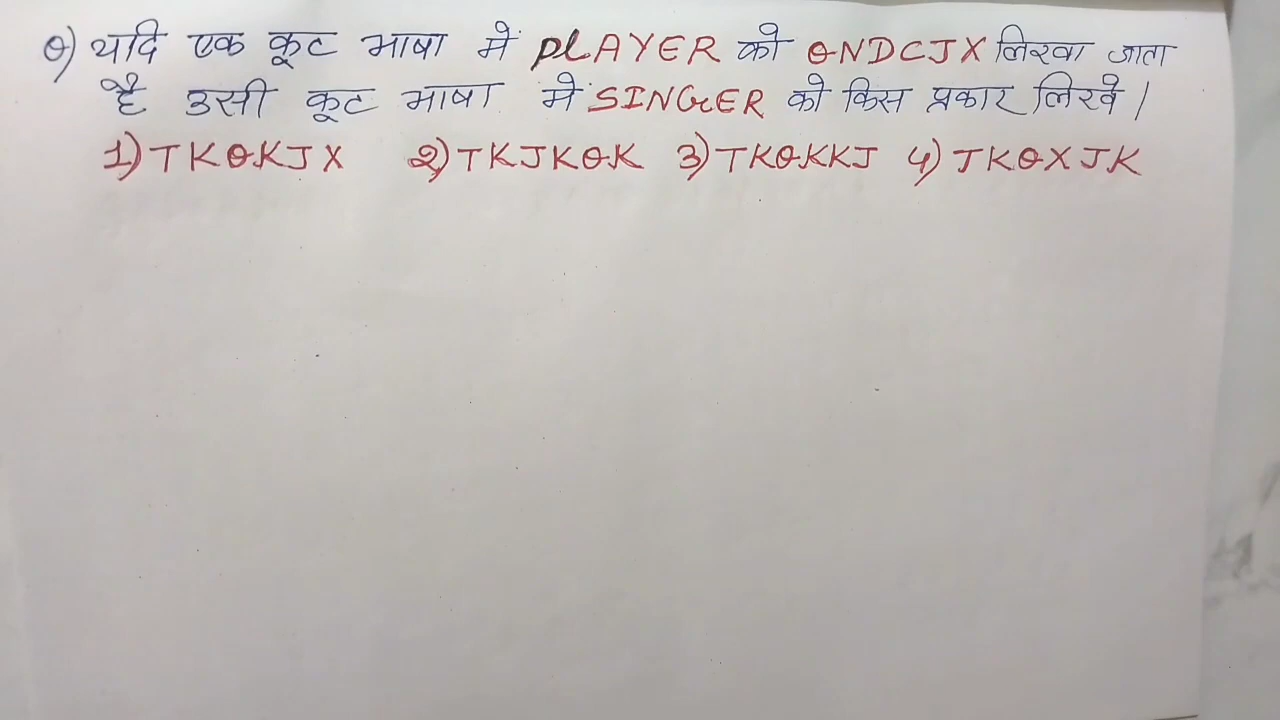 Q) यदि एक कूट भाषा में PLAYER को QNDCJX लिखा जाता
है उसी कूट भाषा में SINGER को किस प्रकार लिखे।
1) TKQKJX 2) TKJKQK 3) TKQKKJ 4) JKQXJK